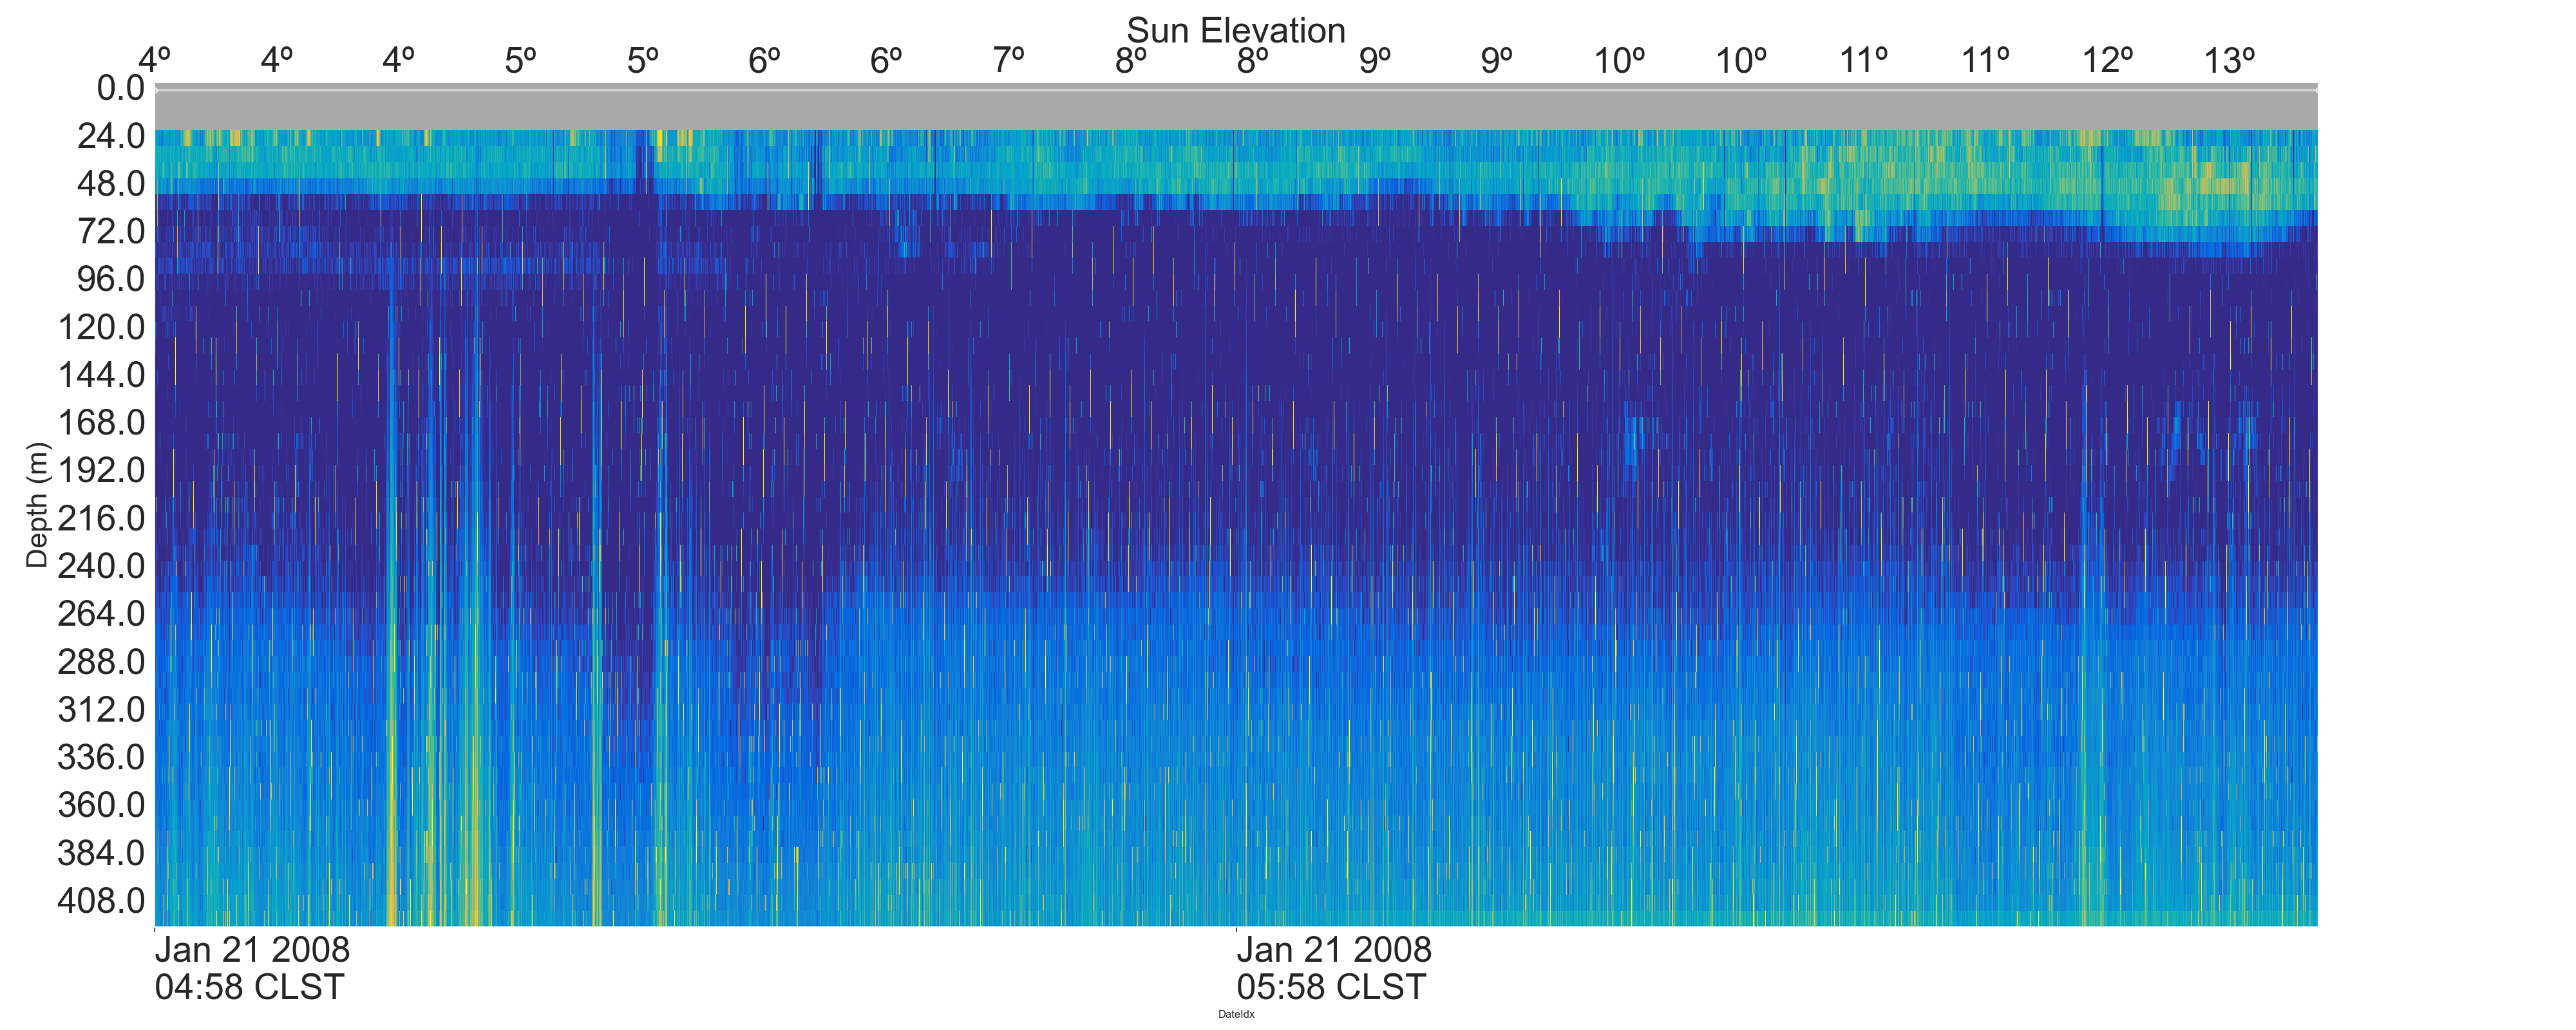 Sun Elevation
4º 4º 4º 5º 5º 6º 6º 7º 8º 8º 9º 9º 10º 10º 11º 11º 12º 13º
0.0
24.0
48.0
72.0
96.0
120.0
144.0
168.0
192.0
216.0
240.0
264.0
288.0
312.0
336.0
360.0
384.0
408.0
Depth (m)
Jan 21 2008
04:58 CLST
Jan 21 2008
05:58 CLST
DateIdx